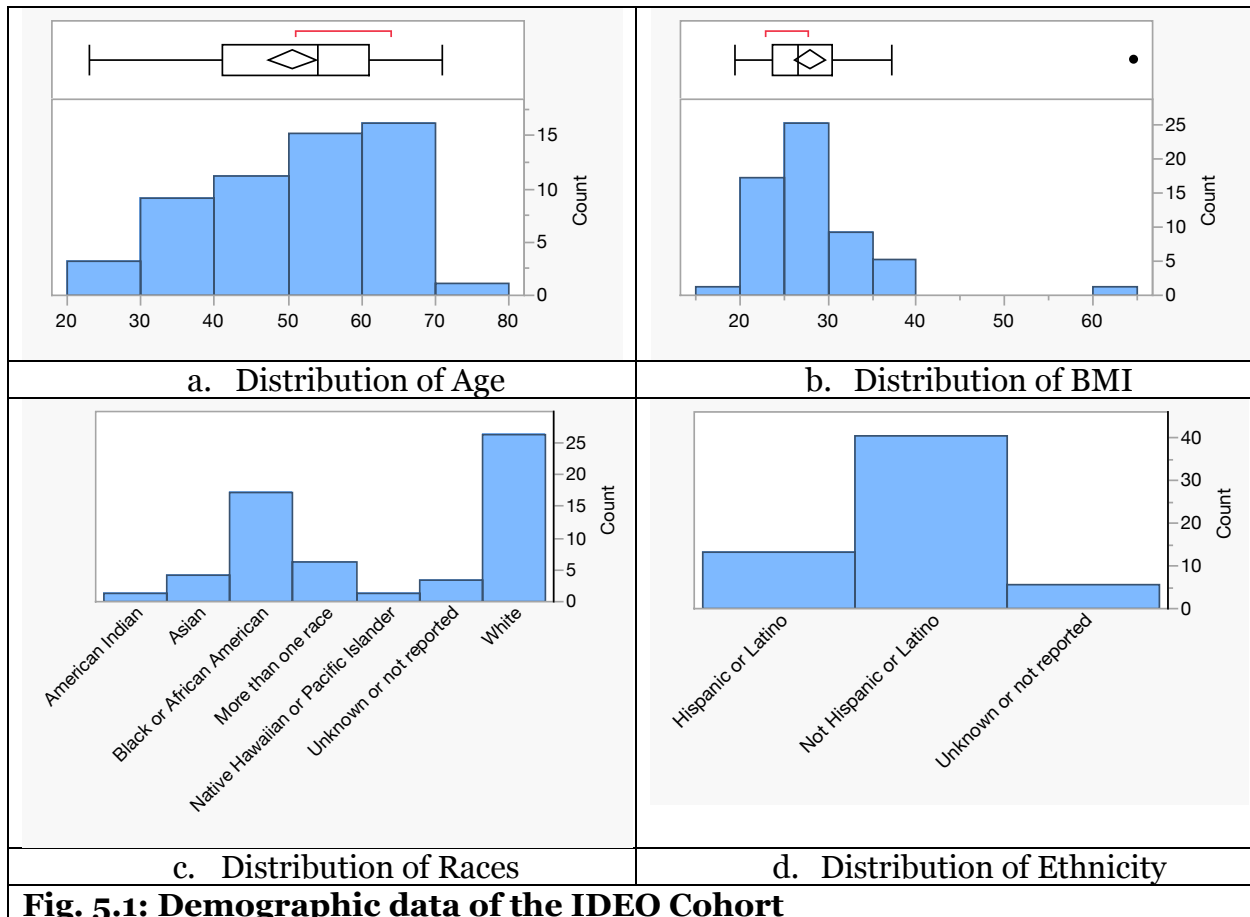 15
10
5
0
Count
20 30 40 50 60 70 80
25
20
15
10
5
0
Count
20 30 40 50 60
a. Distribution of Age
b. Distribution of BMI
25
20
15
10
5
0
Count
American Indian
Asian
Black or African American
More than one race
Native Hawaiian or Pacific Islander
Unknown or not reported
White
40
30
20
10
0
Count
Hispanic or Latino
Not Hispanic or Latino
Unknown or not reported
c. Distribution of Races
d. Distribution of Ethnicity
Fig. 5.1: Demographic data of the IDEO Cohort